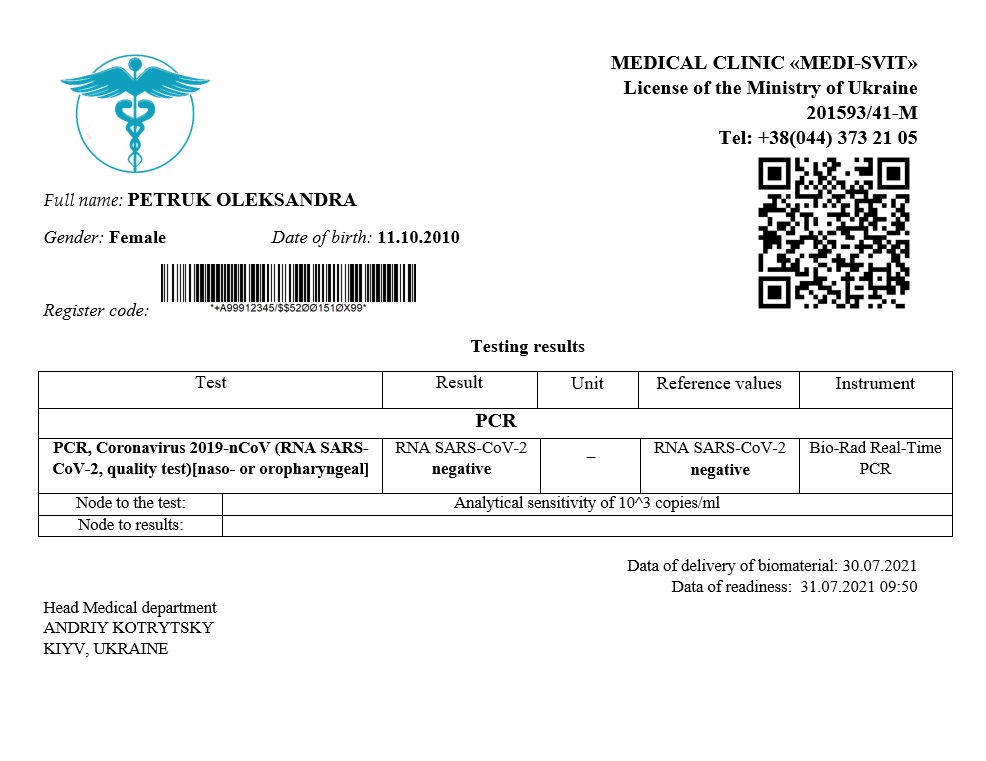 MEDICAL CLINIC «MEDI-SVIT»
License of the Ministry of Ukraine
201593/41-M
Tel: +38(044) 373 21 05
Full name: PETRUK OLEKSANDRA
Gender: Female Date of birth: 11.10.2010
Register code:
*+A99912345/$$52ØØ151ØX99*
Testing results
Test Result Unit Reference values Instrument
PCR
PCR, Coronavirus 2019-nCoV (RNA SARS- RNA SARS-CoV-2 – RNA SARS-CoV-2 Bio-Rad Real-Time
CoV-2, quality test)[naso- or oropharyngeal] negative negative PCR
Node to the test: Analytical sensitivity of 10^3 copies/ml
Node to results:
Data of delivery of biomaterial: 30.07.2021
Data of readiness: 31.07.2021 09:50
Head Medical department
ANDRIY KOTRYTSKY
KIYV, UKRAINE